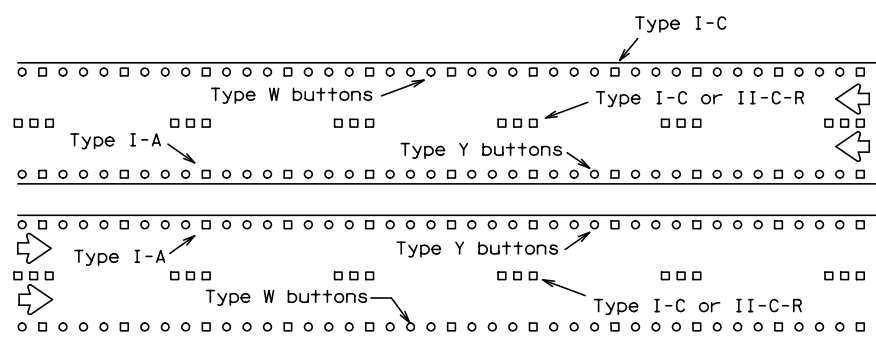 Type I-C
Type W buttons
Type I-C or II-C-R
Type I-A
Type Y buttons
Type I-A
Type Y buttons
Type W buttons
Type I-C or II-C-R